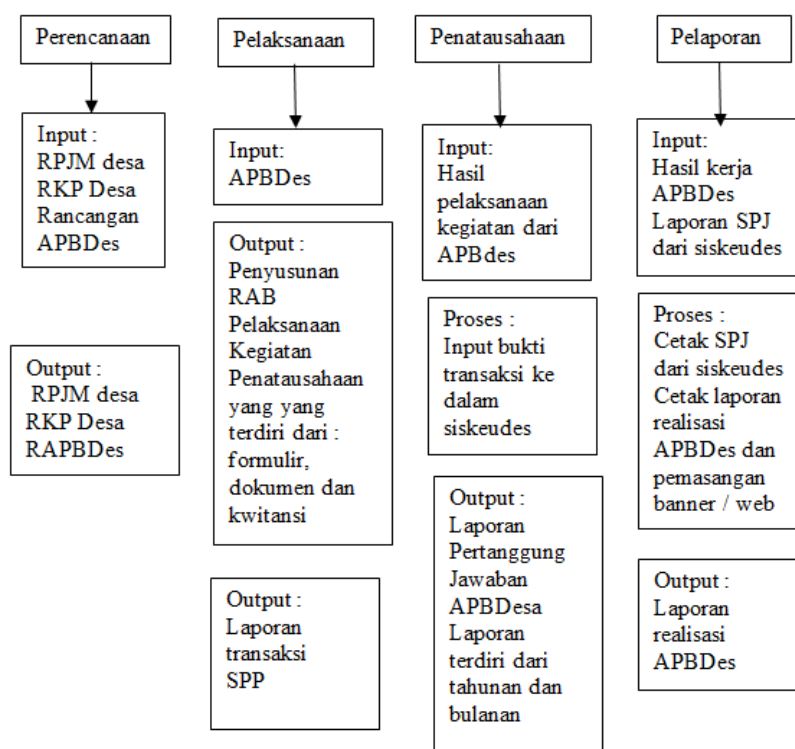 Perencanaan
Input :
RPJM desa
RKP Desa
Rancangan
APBDes
Output :
RPJM desa
RKP Desa
RAPBDes
Pelaksanaan
Input:
APBDes
Output :
Penyusunan
RAB
Pelaksanaan
Kegiatan
Penatausahaan
yang yang
terdiri dari :
formulir,
dokumen dan
kwitansi
Output :
Laporan
transaksi
SPP
Penatausahaan
Input:
Hasil
pelaksanaan
kegiatan dari
APBdes
Proses :
Input bukti
transaksi ke
dalam
siskeudes
Output :
Laporan
Pertanggung
Jawaban
APBDesa
Laporan
terdiri dari
tahunan dan
bulanan
Pelaporan
Input:
Hasil kerja
APBDes
Laporan SPJ
dari siskeudes
Proses :
Cetak SPJ
dari siskeudes
Cetak laporan
realisasi
APBDes dan
pemasangan
banner / web
Output :
Laporan
realisasi
APBDes